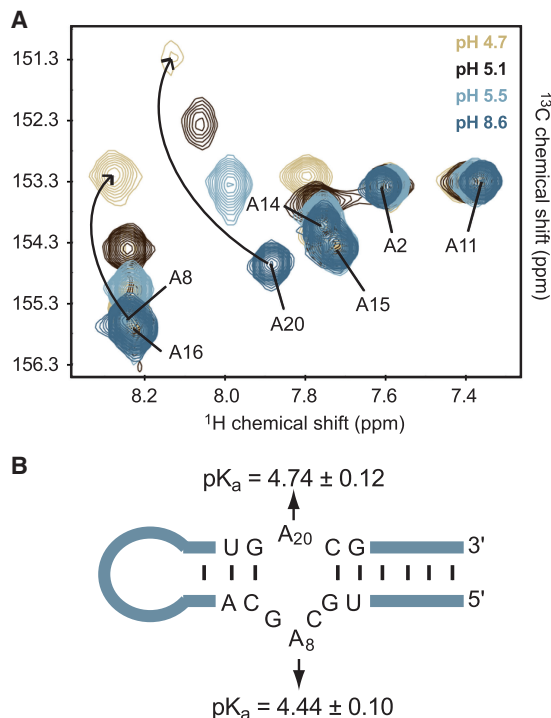 A
pH 4.7
pH 5.1
pH 5.5
pH 8.6
151.3
152.3
153.3
154.3
155.3
156.3
13C chemical shift (ppm)
A14
A8
A2
A11
A20
A15
A16
8.2 8.0 7.8 7.6 7.4
1H chemical shift (ppm)
B
pKa = 4.74 ± 0.12
A20
U G C G 3'
A C G A8 C G U 5'
pKa = 4.44 ± 0.10